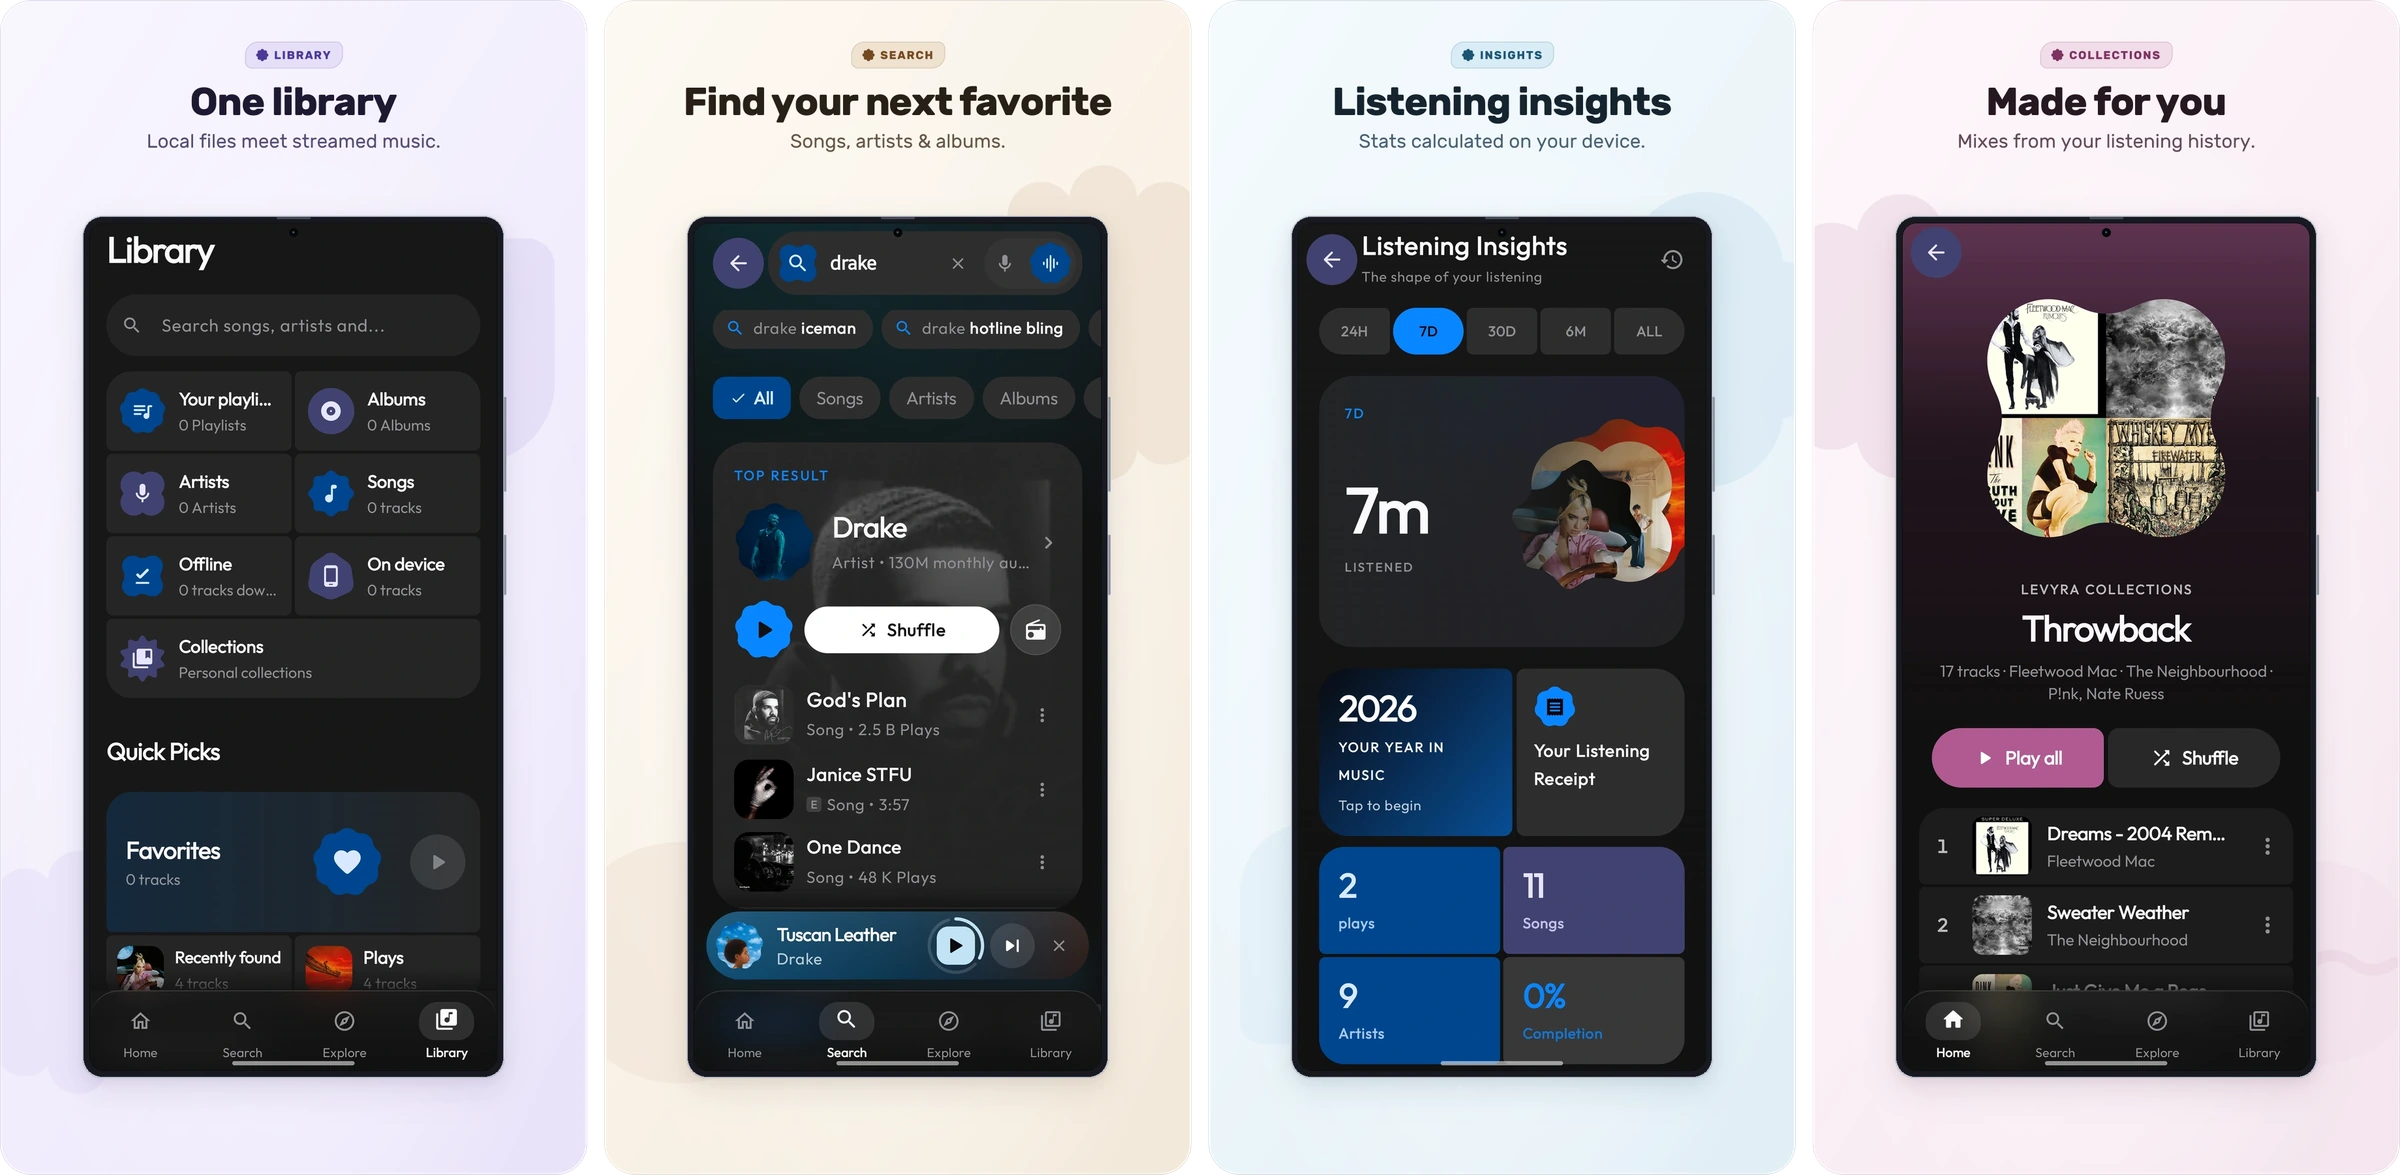 LIBRARY
One library
Local files meet streamed music.
Library
Search songs, artists and...
Your playli...
0 Playlists
Albums
0 Albums
Artists
0 Artists
Songs
0 tracks
Offline
0 tracks dow...
On device
0 tracks
Collections
Personal collections
Quick Picks
Favorites
0 tracks
Recently found
4 tracks
Plays
4 tracks
Home
Search
Explore
Library
SEARCH
Find your next favorite
Songs, artists & albums.
drake
drake iceman
drake hotline bling
All
Songs
Artists
Albums
TOP RESULT
Drake
Artist • 130M monthly au...
Shuffle
God's Plan
Song • 2.5 B Plays
Janice STFU
E Song • 3:57
One Dance
Song • 48 K Plays
Tuscan Leather
Drake
Home
Search
Explore
Library
INSIGHTS
Listening insights
Stats calculated on your device.
Listening Insights
The shape of your listening
24H
7D
30D
6M
ALL
7D
7m
LISTENED
2026
YOUR YEAR IN
MUSIC
Tap to begin
Your Listening
Receipt
2
plays
11
Songs
9
Artists
0%
Completion
COLLECTIONS
Made for you
Mixes from your listening history.
FLEETWOOD MAC
RUMOURS
WHISKEY MY
FIREWATER
LEVYRA COLLECTIONS
Throwback
17 tracks · Fleetwood Mac · The Neighbourhood ·
P!nk, Nate Ruess
Play all
Shuffle
1
SUPER DELUXE
Dreams - 2004 Rem...
Fleetwood Mac
2
Sweater Weather
The Neighbourhood
Home
Search
Explore
Library